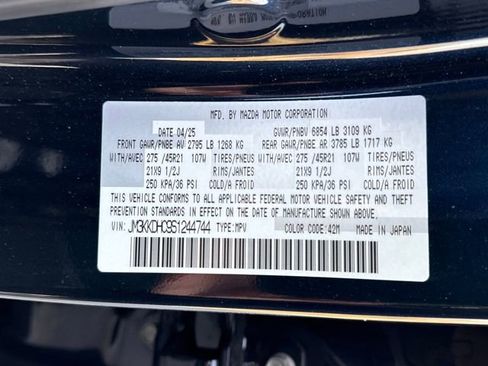 MFD. BY MAZDA MOTOR CORPORATION
DATE 04/25 GVWR/PNBV 6854 LB 3109 KG
FRONT GAWR/PNBE AV 2795 LB 1268 KG REAR GAWR/PNBE AR 3785 LB 1717 KG
WITH/AVEC 275 /45R21 107W TIRES/PNEUS WITH/AVEC 275 /45R21 107W TIRES/PNEUS
21X9 1/2J RIMS/JANTES 21X9 1/2J RIMS/JANTES
250 KPA/36 PSI COLD/A FROID 250 KPA/36 PSI COLD/A FROID
THIS VEHICLE CONFORMS TO ALL APPLICABLE FEDERAL MOTOR VEHICLE SAFETY AND THEFT
PREVENTION STANDARDS IN EFFECT ON THE DATE OF MANUFACTURE SHOWN ABOVE.
VIN: JM3KKDHC9S1244744 TYPE:MPV COLOR CODE:42M MADE IN JAPAN